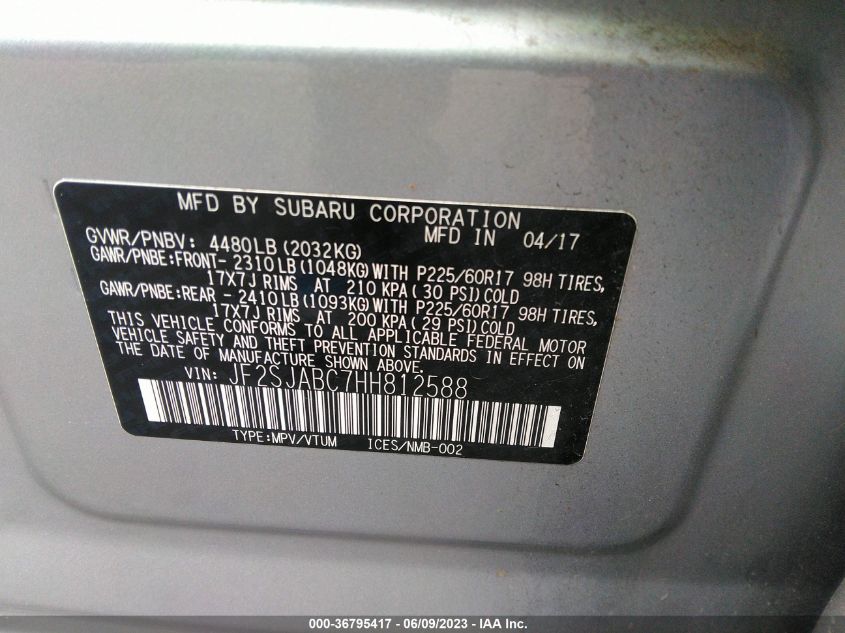 MFD BY SUBARU CORPORATION
MFD IN 04/17
GVWR/PNBV: 4480LB (2032KG)
GAWR/PNBE:FRONT- 2310LB (1048KG)WITH P225/60R17 98H TIRES,
17X7J RIMS AT 210 KPA (30 PSI)COLD
GAWR/PNBE:REAR - 2410LB (1093KG)WITH P225/60R17 98H TIRES,
17X7J RIMS AT 200 KPA (29 PSI)COLD
THIS VEHICLE CONFORMS TO ALL APPLICABLE FEDERAL MOTOR
VEHICLE SAFETY AND THEFT PREVENTION STANDARDS IN EFFECT ON
THE DATE OF MANUFACTURE SHOWN ABOVE.
VIN: JF2SJABC7HH812588
TYPE:MPV/VTUM ICES/NMB-002
000-36795417 - 06/09/2023 - IAA Inc.